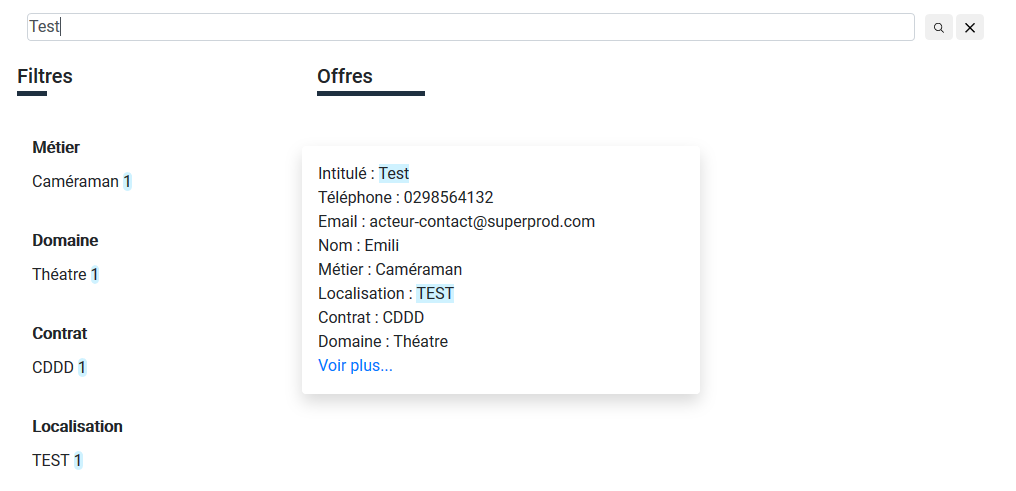 Test
Filtres
Offres
Métier
Caméraman 1
Domaine
Théatre 1
Contrat
CDDD 1
Localisation
TEST 1
Intitulé : Test
Téléphone : 0298564132
Email : acteur-contact@superprod.com
Nom : Emili
Métier : Caméraman
Localisation : TEST
Contrat : CDDD
Domaine : Théatre
Voir plus...